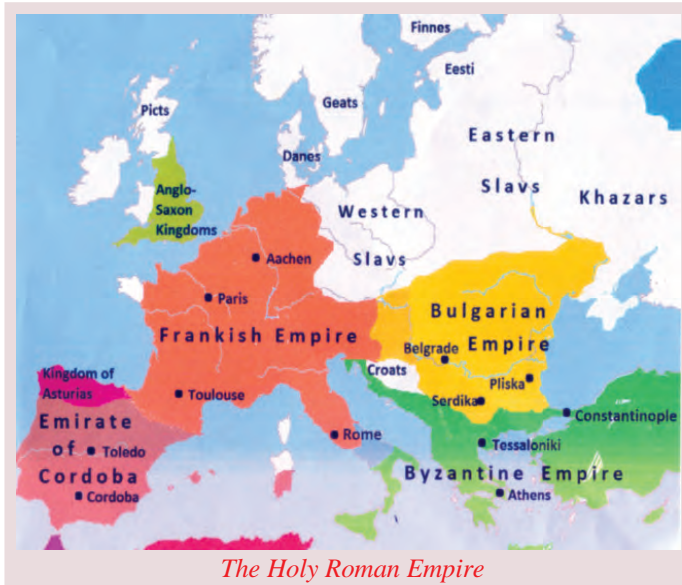 Finnes
Eesti
Picts
Geats
Danes
Eastern
Slavs
Khazars
Anglo-
Saxon
Kingdoms
Western
Slavs
Aachen
Paris
Frankish Empire
Bulgarian
Empire
Belgrade
Croats
Pliska
Serdika
Kingdom of
Asturias
Toulouse
Constantinople
Emirate
of
Toledo
Cordoba
Cordoba
Rome
Tessaloniki
Byzantine Empire
Athens
The Holy Roman Empire